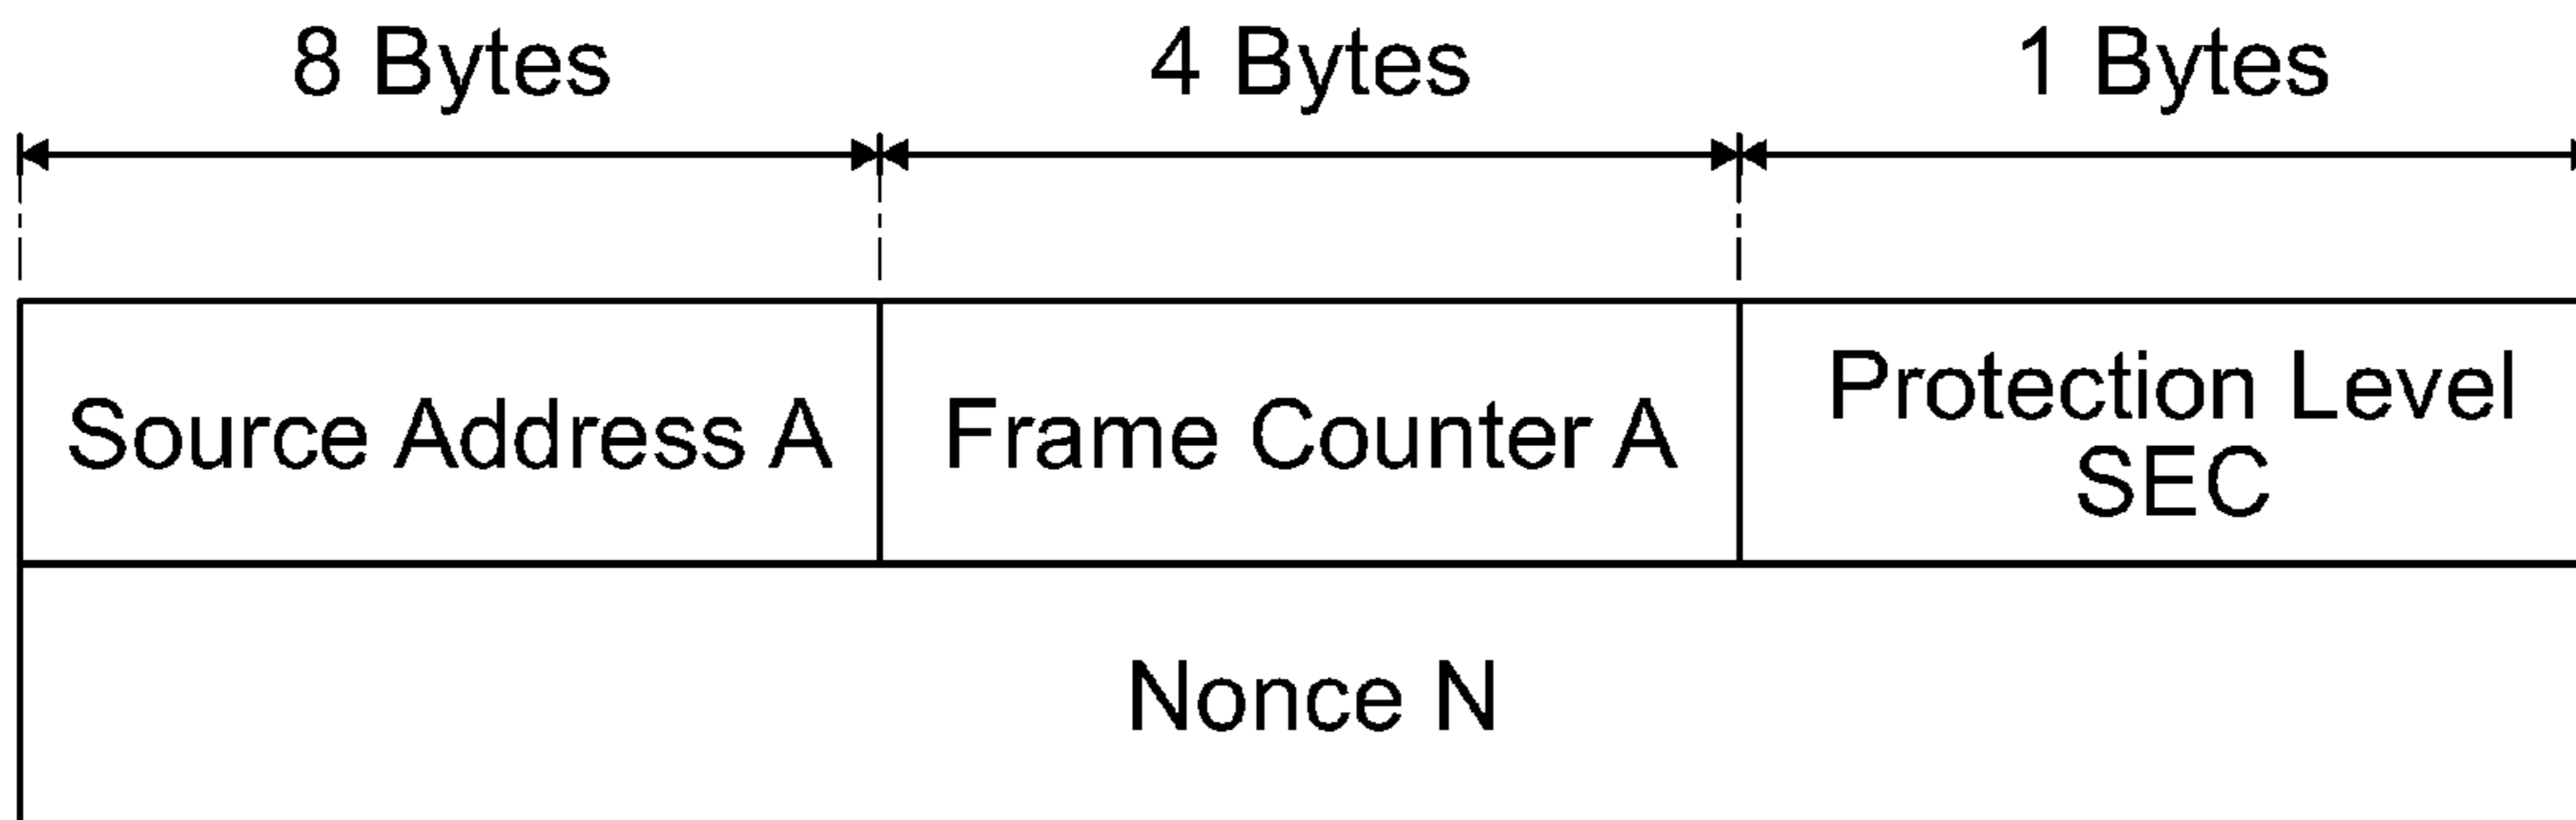 8 Bytes 4 Bytes 1 Bytes
Source Address A Frame Counter A Protection Level
SEC
Nonce N